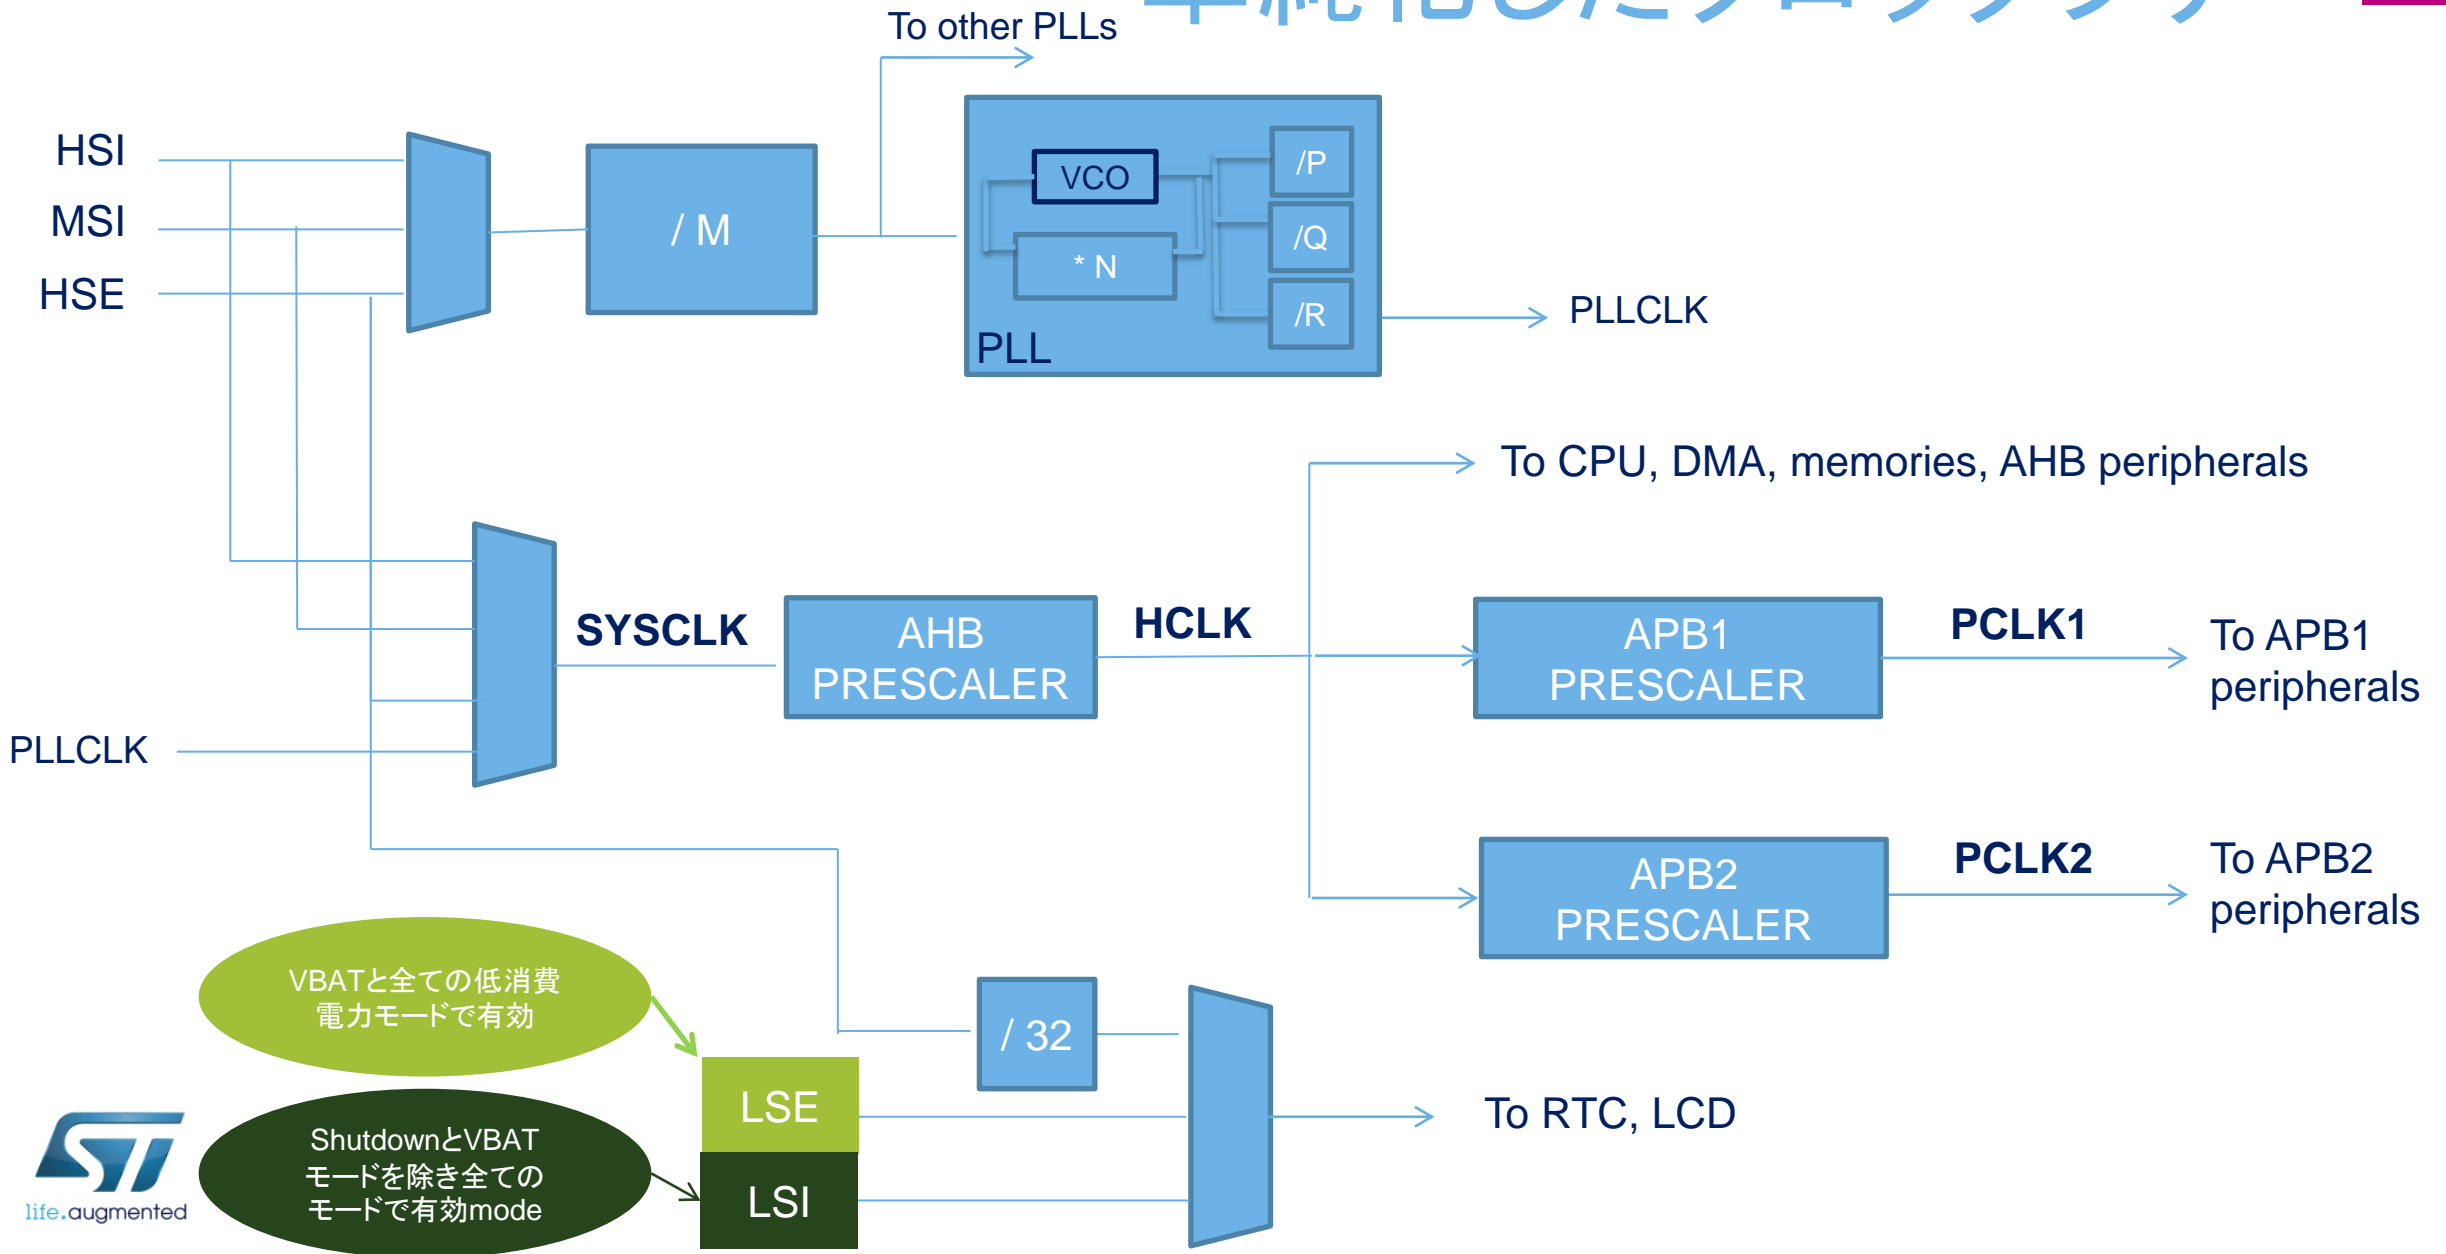 To other PLLs
HSI
MSI
HSE
/ M
VCO
* N
/P
/Q
/R
PLL
PLLCLK
To CPU, DMA, memories, AHB peripherals
SYSCLK
AHB
PRESCALER
HCLK
APB1
PRESCALER
PCLK1
To APB1
peripherals
PLLCLK
APB2
PRESCALER
PCLK2
To APB2
peripherals
VBATと全ての低消費
電力モードで有効
/ 32
LSE
To RTC, LCD
ShutdownとVBAT
モードを除き全ての
モードで有効mode
LSI
life.augmented